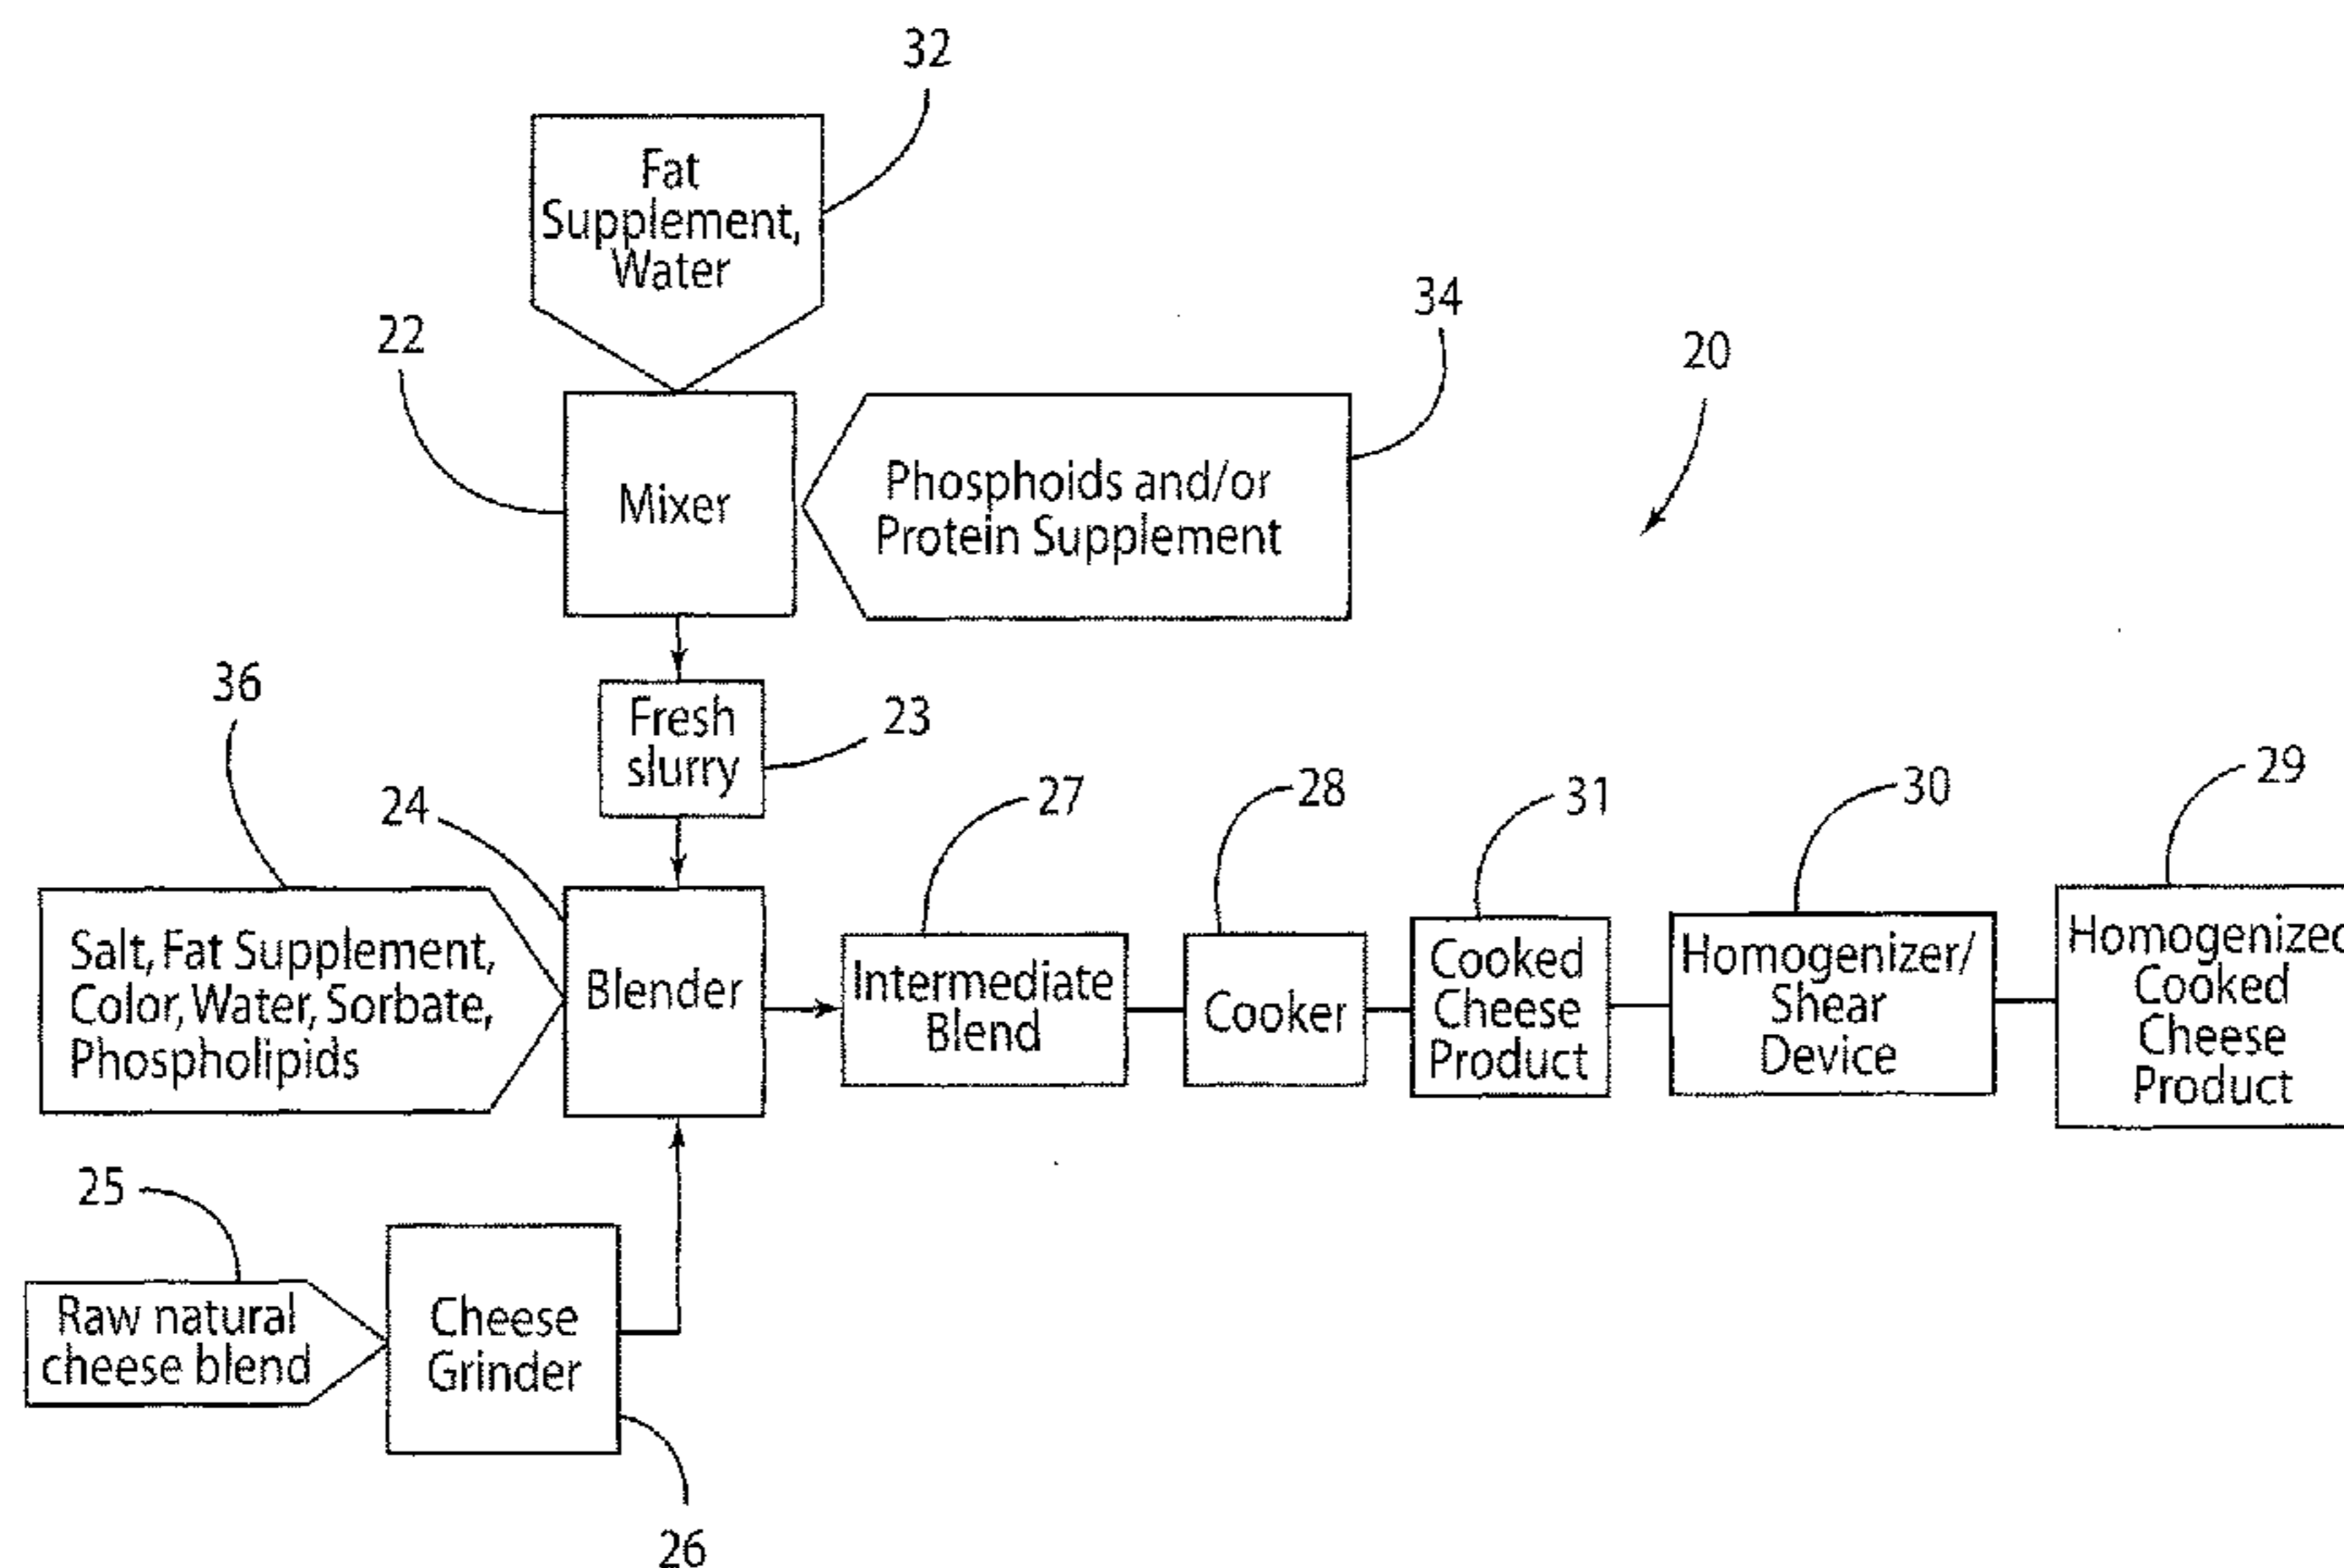 32
Fat
Supplement,
Water
34
22
20
Mixer
Phosphoids and/or
Protein Supplement
36
Fresh
slurry
23
24
27
28
31
30
29
Salt, Fat Supplement,
Color, Water, Sorbate,
Phospholipids
Blender
Intermediate
Blend
Cooker
Cooked
Cheese
Product
Homogenizer/
Shear
Device
Homogenized
Cooked
Cheese
Product
25
Raw natural
cheese blend
Cheese
Grinder
26